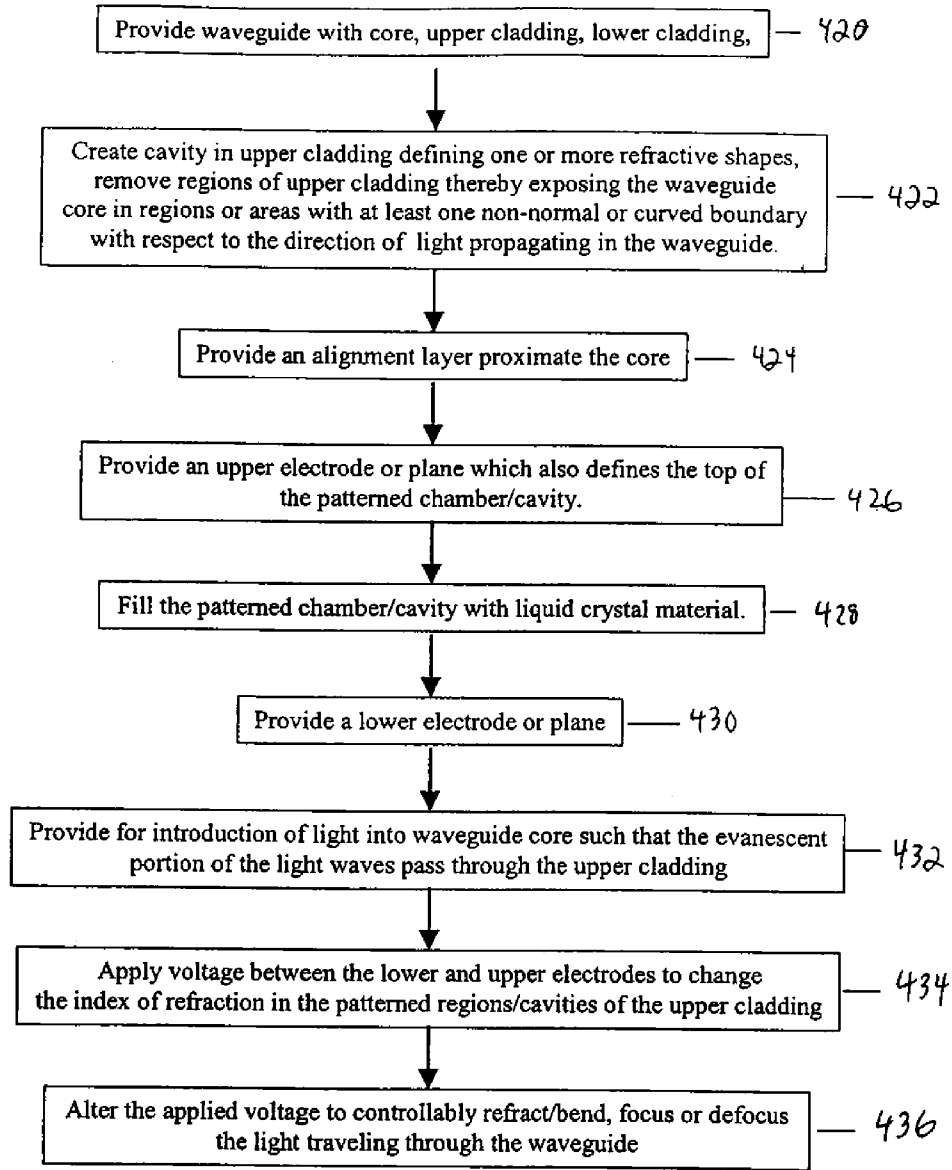 Provide waveguide with core, upper cladding, lower cladding, 420
Create cavity in upper cladding defining one or more refractive shapes,
remove regions of upper cladding thereby exposing the waveguide
core in regions or areas with at least one non-normal or curved boundary 422
with respect to the direction of light propagating in the waveguide.
Provide an alignment layer proximate the core 424
Provide an upper electrode or plane which also defines the top of
the patterned chamber/cavity. 426
Fill the patterned chamber/cavity with liquid crystal material. 428
Provide a lower electrode or plane 430
Provide for introduction of light into waveguide core such that the evanescent
portion of the light waves pass through the upper cladding 432
Apply voltage between the lower and upper electrodes to change
the index of refraction in the patterned regions/cavities of the upper cladding 434
Alter the applied voltage to controllably refract/bend, focus or defocus
the light traveling through the waveguide 436